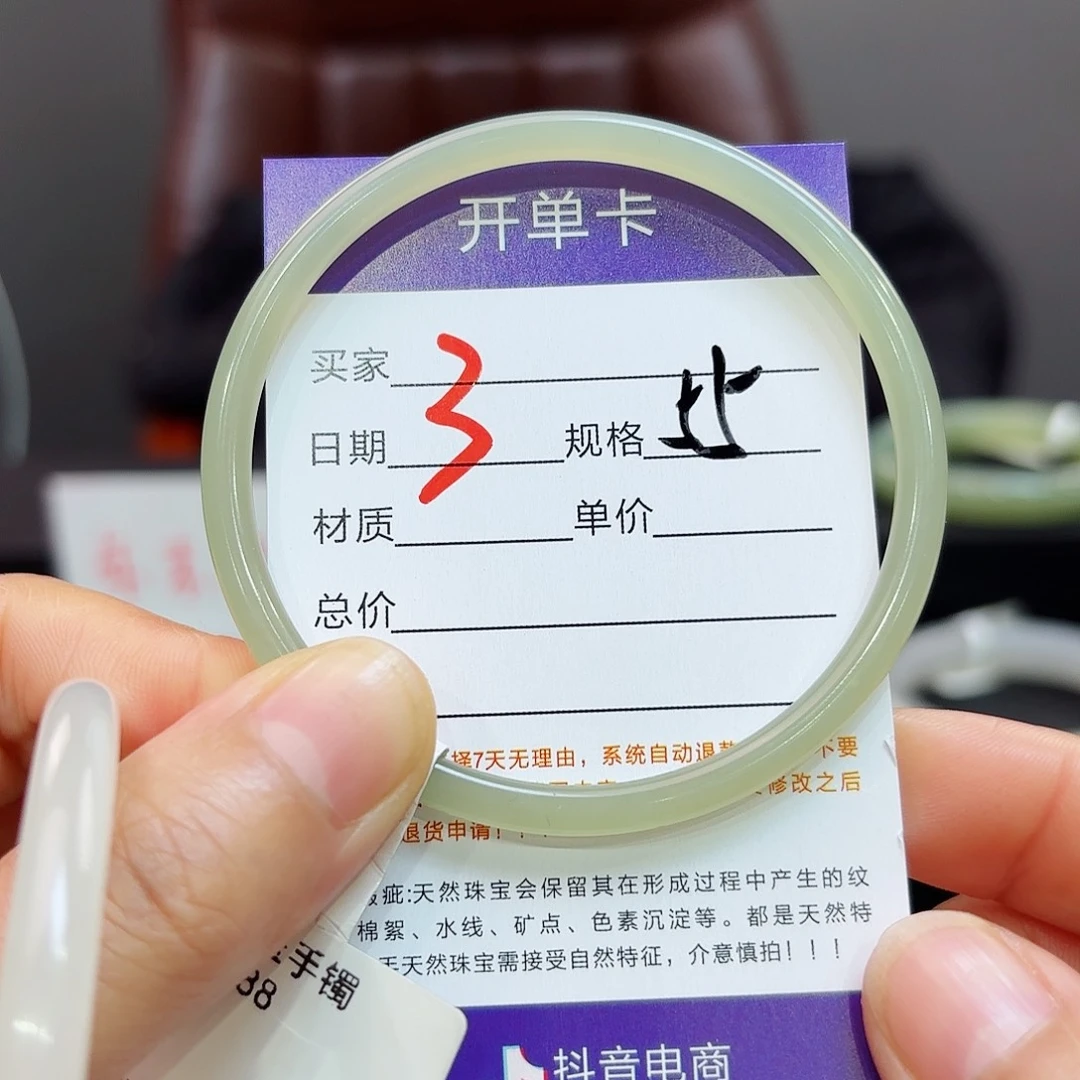 开单卡
买家
3
日期 规格 北
材质 单价
总价
择7天无理由，系统自动退款 不要
修改之后
退货申请！！！
瑕疵:天然珠宝会保留其在形成过程中产生的纹
棉絮、水线、矿点、色素沉淀等。都是天然特
天然珠宝需接受自然特征，介意慎拍！！！
手镯
38
抖音电商